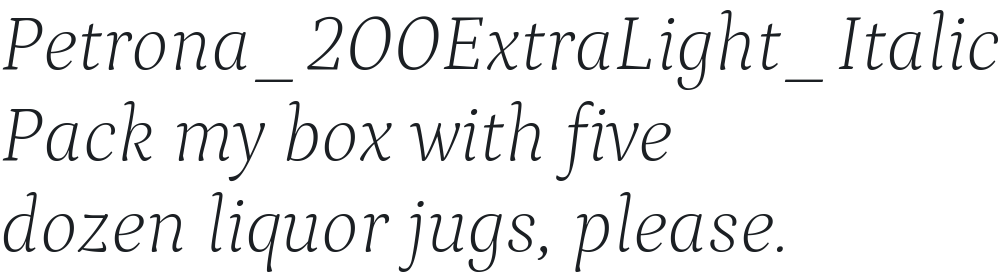 Petrona_200ExtraLight_Italic
Pack my box with five
dozen liquor jugs, please.